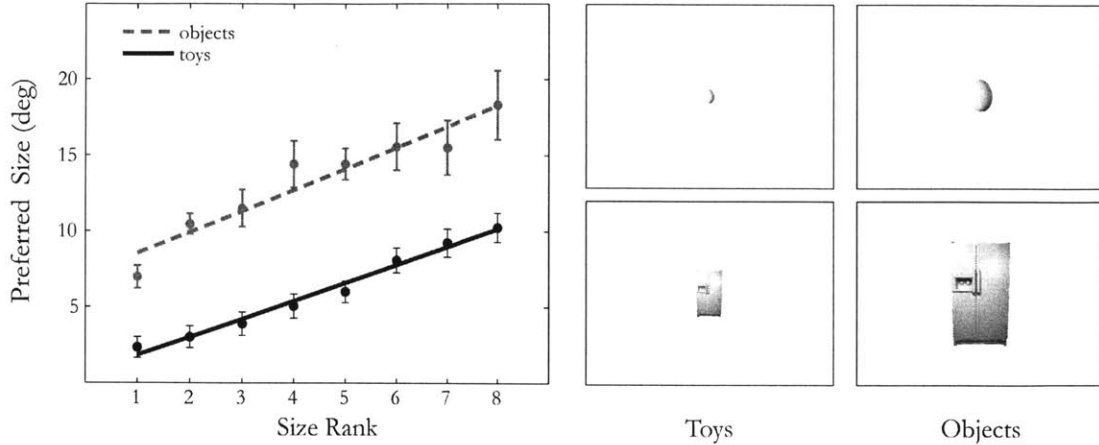 objects
toys
Preferred Size (deg)
20
15
10
5
1 2 3 4 5 6 7 8
Size Rank
Toys
Objects